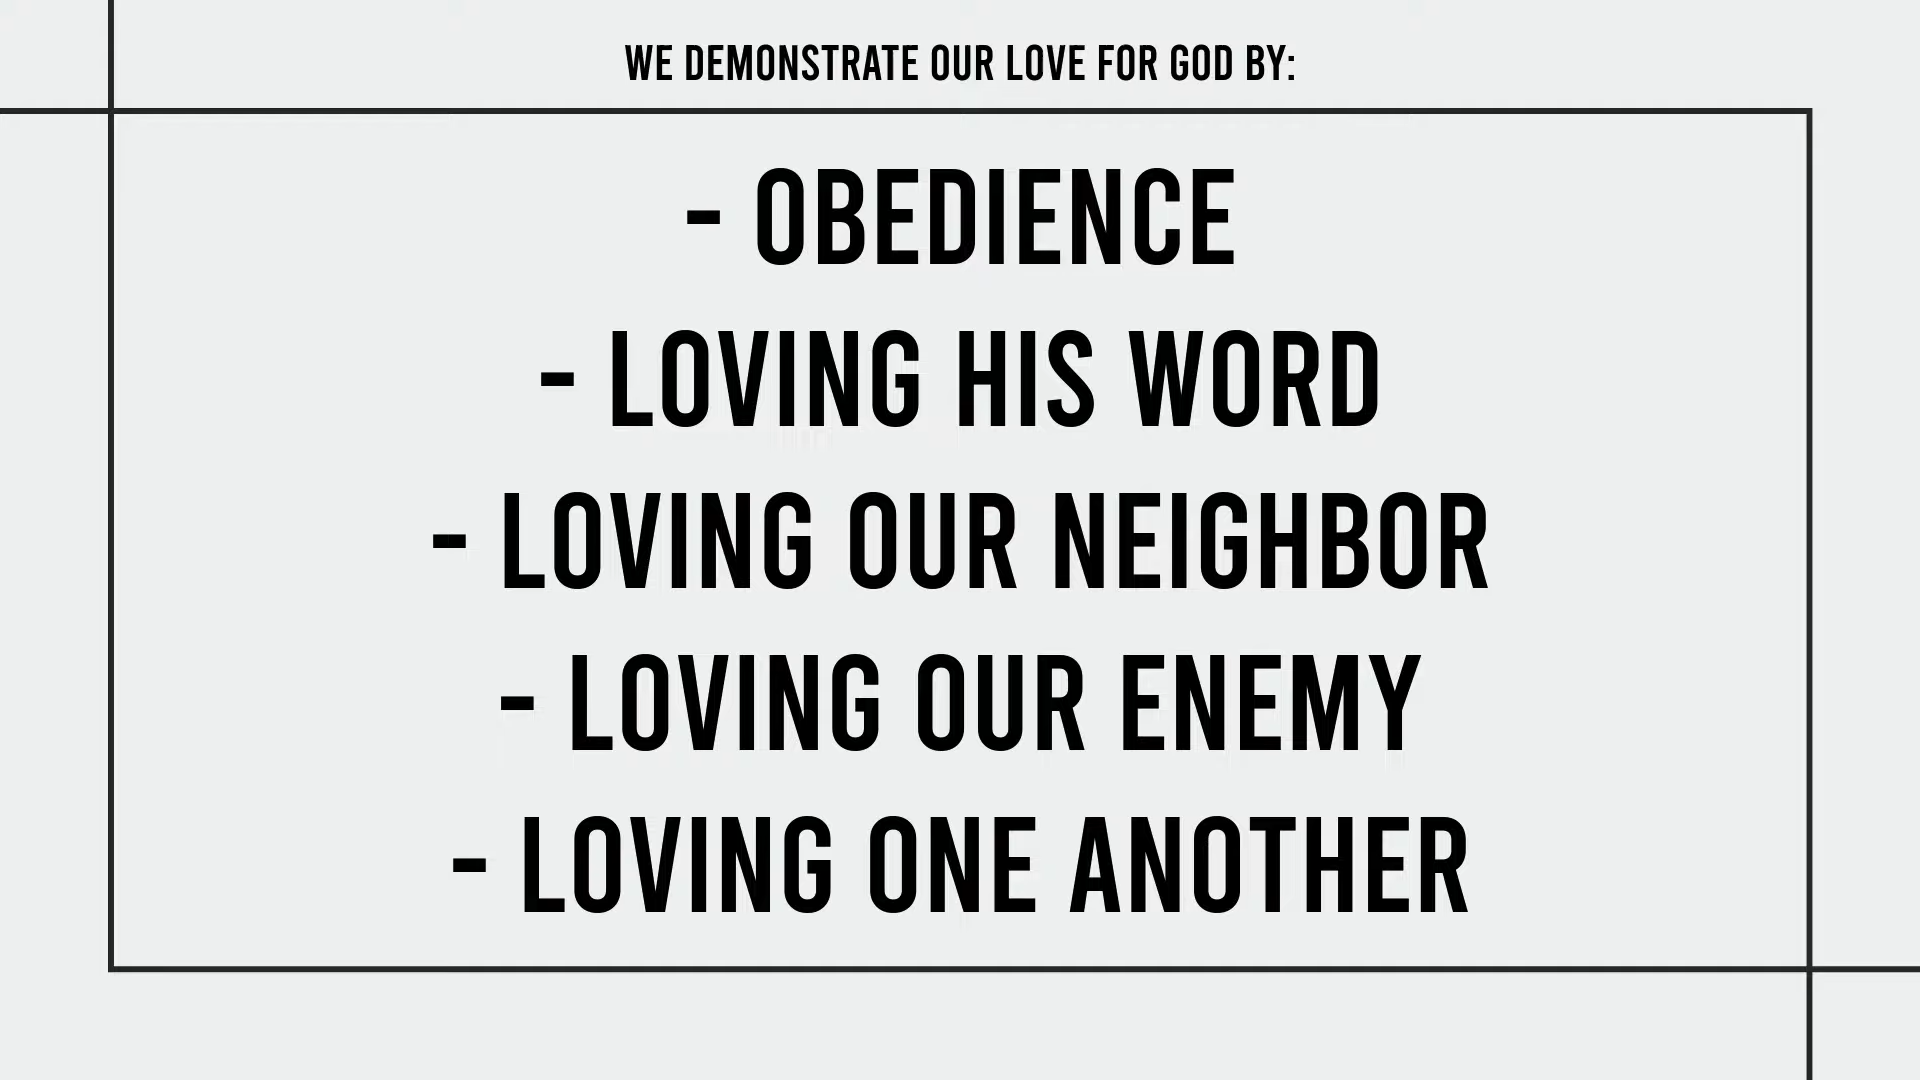 WE DEMONSTRATE OUR LOVE FOR GOD BY:
- OBEDIENCE
- LOVING HIS WORD
- LOVING OUR NEIGHBOR
- LOVING OUR ENEMY
- LOVING ONE ANOTHER